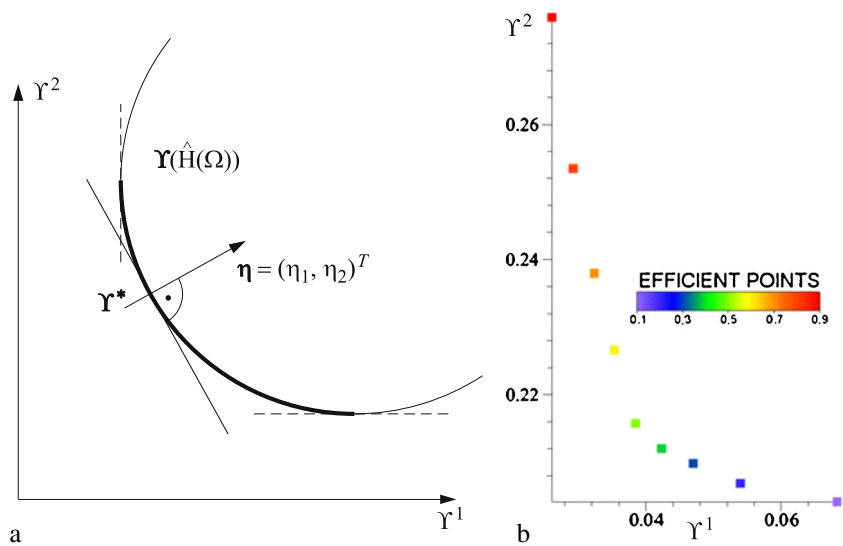 ϒ²
ϒ(Ĥ(Ω))
η = (η₁, η₂)ᵀ
ϒ*
ϒ¹
a
ϒ²
0.26
0.24
EFFICIENT POINTS
0.1 0.3 0.5 0.7 0.9
0.22
0.04 ϒ¹ 0.06
b